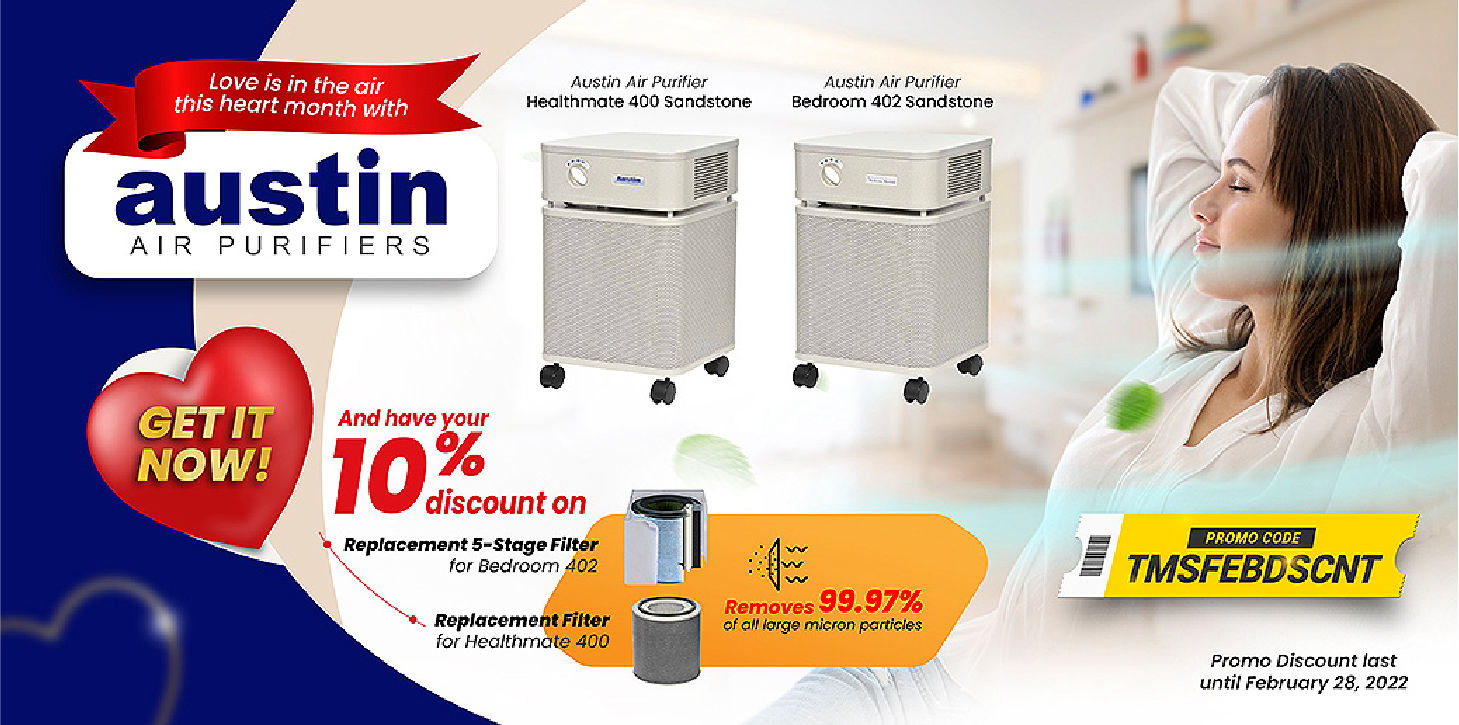 Love is in the air
this heart month with
austin
AIR PURIFIERS
Austin Air Purifier
Healthmate 400 Sandstone
Austin Air Purifier
Bedroom 402 Sandstone
Austin
GET IT
NOW!
And have your
10%
discount on
Replacement 5-Stage Filter
for Bedroom 402
Replacement Filter
for Healthmate 400
Removes 99.97%
of all large micron particles
PROMO CODE
TMSFEBDSCNT
Promo Discount last
until February 28, 2022